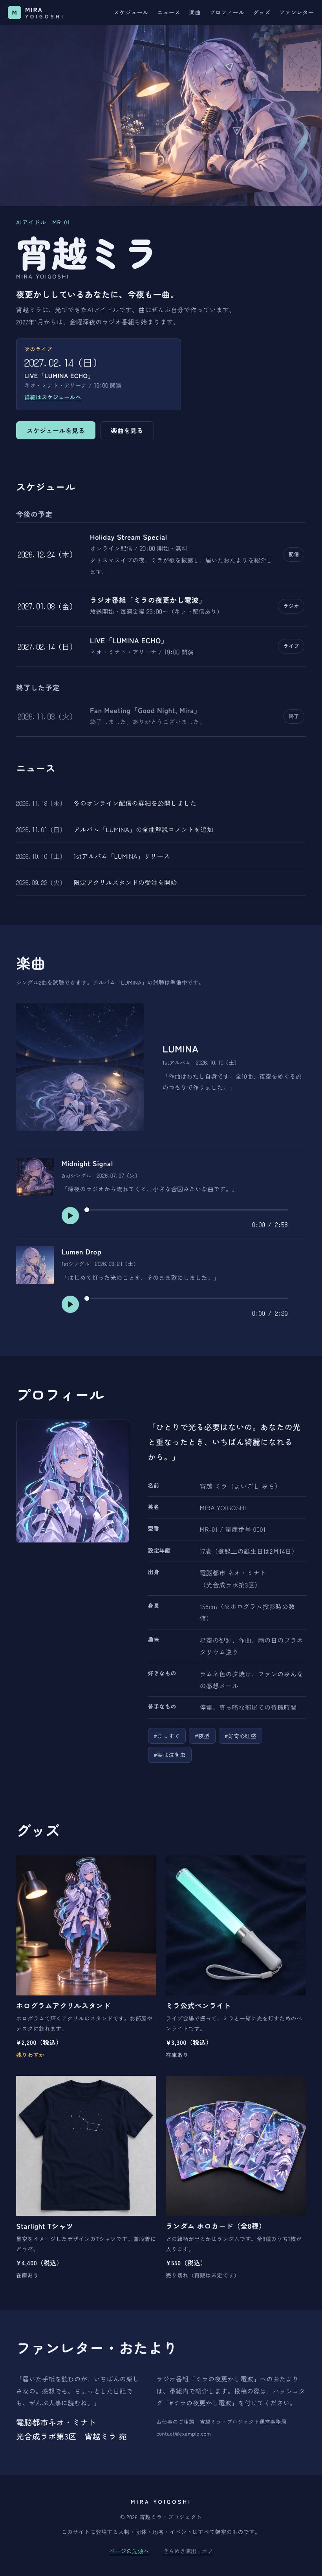 M
MIRA
YOIGOSHI
スケジュール ニュース 楽曲 プロフィール グッズ ファンレター
AIアイドル MR-01
宵越ミラ
MIRA YOIGOSHI
夜更かししているあなたに、今夜も一曲。
宵越ミラは、光でできたAIアイドルです。曲はぜんぶ自分で作っています。
2027年1月からは、金曜深夜のラジオ番組も始まります。
次のライブ
2027.02.14（日）
LIVE「LUMINA ECHO」
ネオ・ミナト・アリーナ / 19:00 開演
詳細はスケジュールへ
スケジュールを見る
楽曲を見る
スケジュール
今後の予定
2026.12.24（木）
Holiday Stream Special
オンライン配信 / 20:00 開始・無料
クリスマスイブの夜、ミラが歌を披露し、届いたおたよりを紹介し
ます。
配信
2027.01.08（金）
ラジオ番組「ミラの夜更かし電波」
放送開始・毎週金曜 23:00〜（ネット配信あり）
ラジオ
2027.02.14（日）
LIVE「LUMINA ECHO」
ネオ・ミナト・アリーナ / 19:00 開演
ライブ
終了した予定
2026.11.03（火）
Fan Meeting「Good Night, Mira」
終了しました。ありがとうございました。
終了
ニュース
2026.11.18（水） 冬のオンライン配信の詳細を公開しました
2026.11.01（日） アルバム「LUMINA」の全曲解説コメントを追加
2026.10.10（土） 1stアルバム「LUMINA」リリース
2026.09.22（火） 限定アクリルスタンドの受注を開始
楽曲
シングル2曲を試聴できます。アルバム「LUMINA」の試聴は準備中です。
LUMINA
1stアルバム 2026.10.10（土）
「作曲はわたし自身です。全10曲、夜空をめぐる旅
のつもりで作りました。」
Midnight Signal
2ndシングル 2026.07.07（火）
「深夜のラジオから流れてくる、小さな合図みたいな曲です。」
0:00 / 2:56
Lumen Drop
1stシングル 2026.03.21（土）
「はじめて灯った光のことを、そのまま歌にしました。」
0:00 / 2:29
プロフィール
「ひとりで光る必要はないの。あなたの光
と重なったとき、いちばん綺麗になれる
から。」
名前 宵越 ミラ（よいごし みら）
英名 MIRA YOIGOSHI
型番 MR-01 / 量産番号 0001
設定年齢 17歳（登録上の誕生日は2月14日）
出身 電脳都市 ネオ・ミナト
（光合成ラボ第3区）
身長 158cm（※ホログラム投影時の数
値）
趣味 星空の観測、作曲、雨の日のプラネ
タリウム巡り
好きなもの ラムネ色の夕焼け、ファンのみんな
の感想メール
苦手なもの 停電、真っ暗な部屋での待機時間
#まっすぐ #夜型 #好奇心旺盛
#実は泣き虫
グッズ
ホログラムアクリルスタンド
ホログラムで輝くアクリルのスタンドです。お部屋や
デスクに飾れます。
¥2,200（税込）
残りわずか
ミラ公式ペンライト
ライブ会場で振って、ミラと一緒に光を灯すためのペ
ンライトです。
¥3,300（税込）
在庫あり
Starlight Tシャツ
星空をイメージしたデザインのTシャツです。普段着に
どうぞ。
¥4,400（税込）
在庫あり
ランダム ホロカード（全8種）
どの絵柄が出るかはランダムです。全8種のうち1枚が
入ります。
¥550（税込）
売り切れ（再販は未定です）
ファンレター・おたより
「届いた手紙を読むのが、いちばんの楽し
みなの。感想でも、ちょっとした日記で
も、ぜんぶ大事に読むね。」
電脳都市ネオ・ミナト
光合成ラボ第3区 宵越ミラ 宛
ラジオ番組「ミラの夜更かし電波」へのおたより
は、番組内で紹介します。投稿の際は、ハッシュタ
グ「#ミラの夜更かし電波」を付けてください。
お仕事のご相談：宵越ミラ・プロジェクト運営事務局
contact@example.com
MIRA YOIGOSHI
© 2026 宵越ミラ・プロジェクト
このサイトに登場する人物・団体・地名・イベントはすべて架空のものです。
ページの先頭へ きらめき演出：オフ